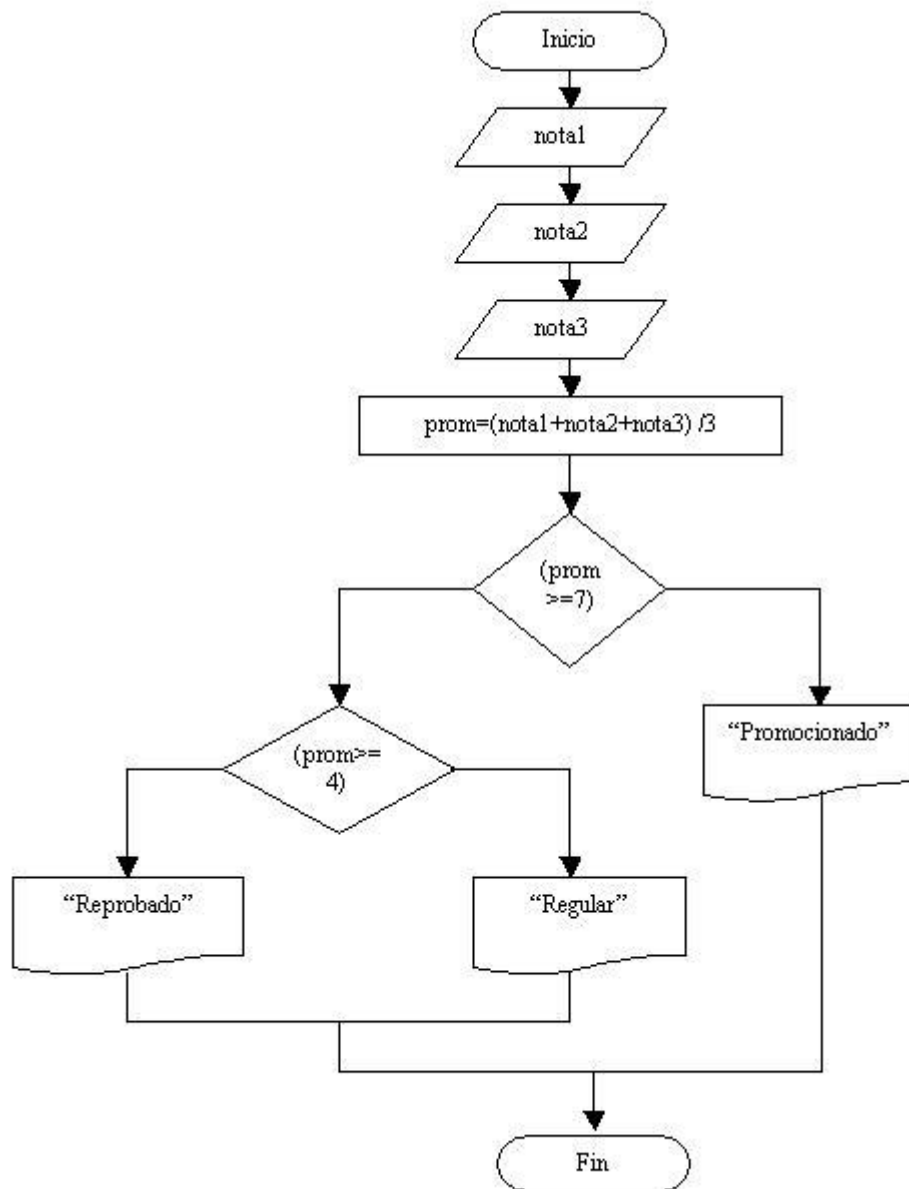 Inicio
nota1
nota2
nota3
prom=(nota1+nota2+nota3) /3
(prom
>=7)
(prom>=
4)
“Promocionado”
“Reprobado”
“Regular”
Fin